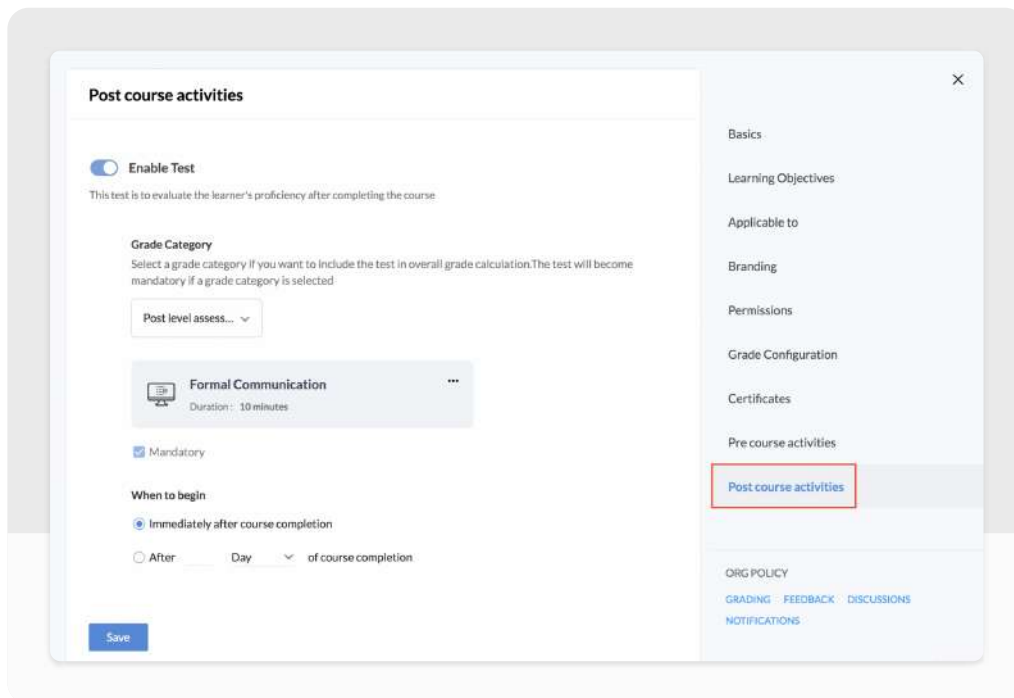 Post course activities
Enable Test
This test is to evaluate the learner's proficiency after completing the course
Grade Category
Select a grade category if you want to include the test in overall grade calculation.The test will become
mandatory if a grade category is selected
Post level assess...
Formal Communication
Duration : 10 minutes
Mandatory
When to begin
Immediately after course completion
After Day of course completion
Save
Basics
Learning Objectives
Applicable to
Branding
Permissions
Grade Configuration
Certificates
Pre course activities
Post course activities
ORG POLICY
GRADING FEEDBACK DISCUSSIONS
NOTIFICATIONS